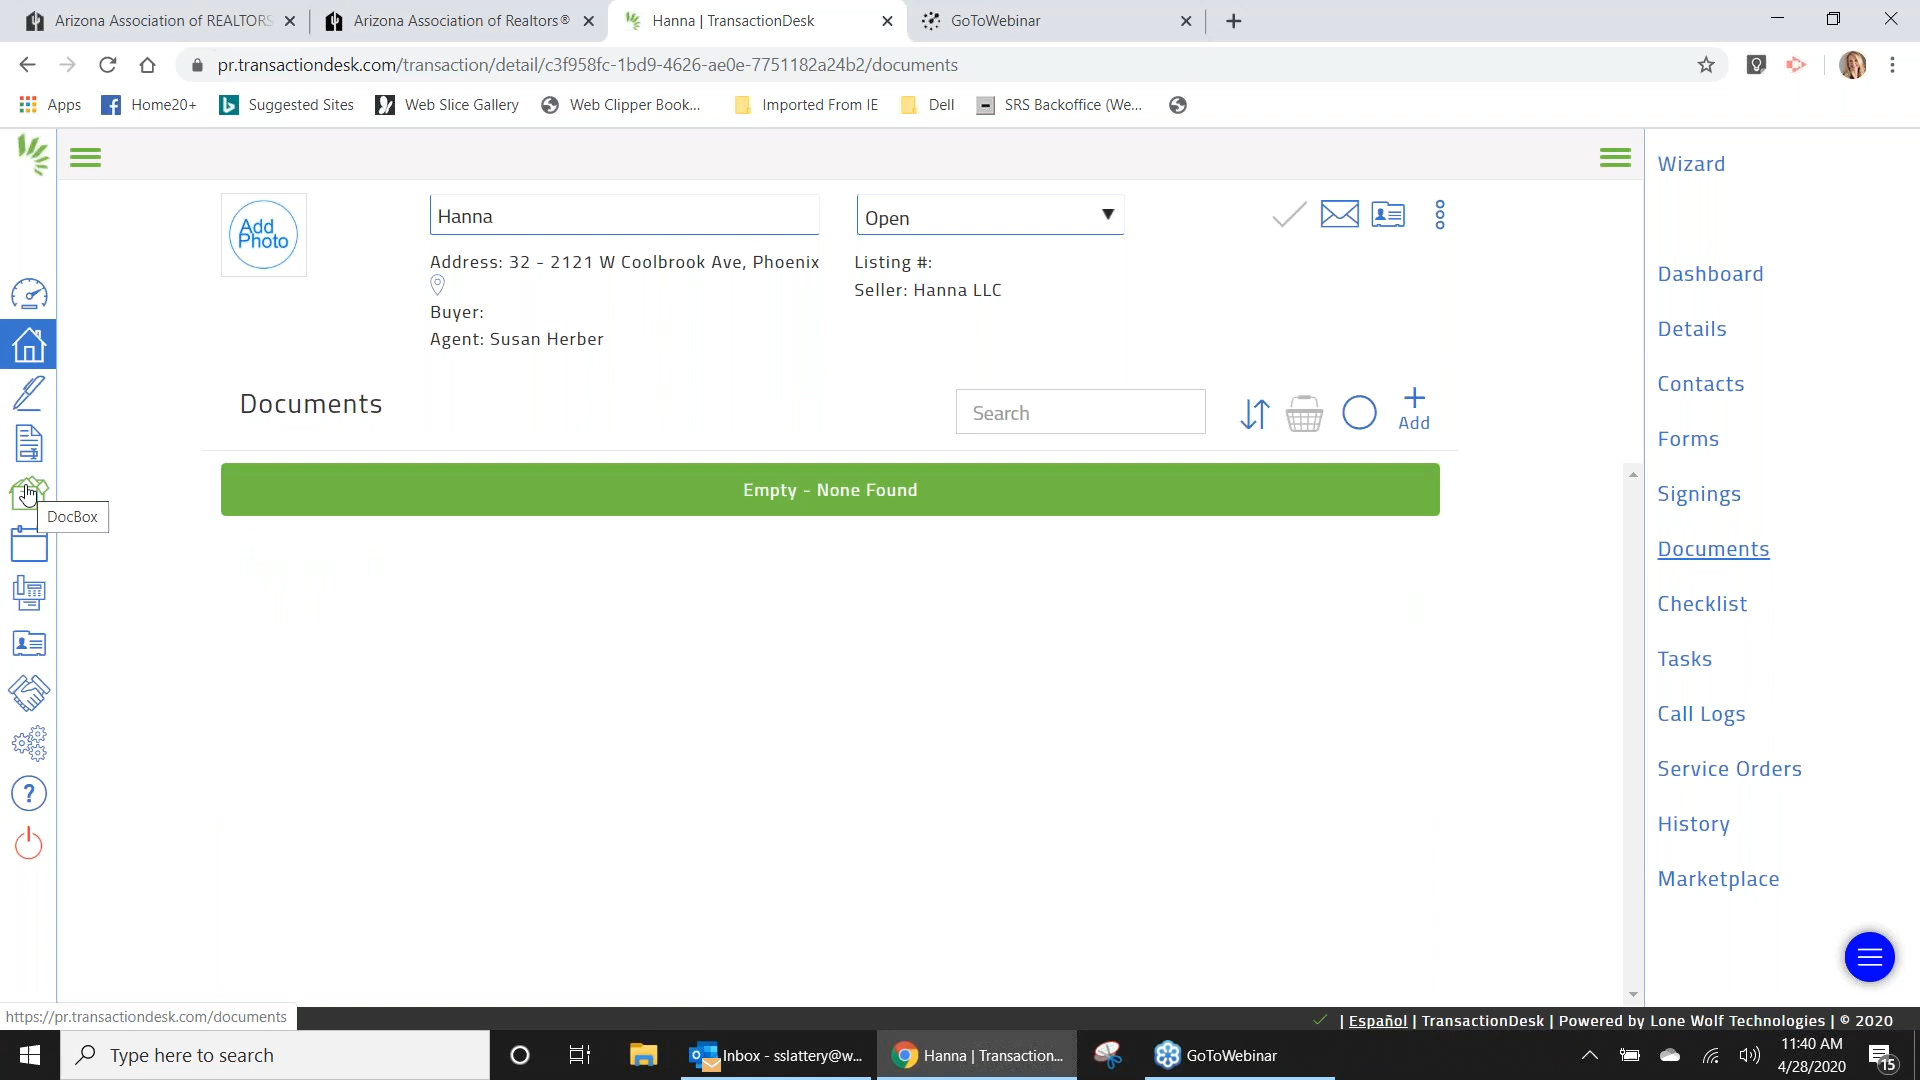 Arizona Association of REALTORS
Arizona Association of Realtors®
Hanna | TransactionDesk
GoToWebinar
pr.transactiondesk.com/transaction/detail/c3f958fc-1bd9-4626-ae0e-7751182a24b2/documents
Apps
Home20+
Suggested Sites
Web Slice Gallery
Web Clipper Book...
Imported From IE
Dell
SRS Backoffice (We...
Add Photo
Hanna
Open
Address: 32 - 2121 W Coolbrook Ave, Phoenix
Listing #:
Seller: Hanna LLC
Buyer:
Agent: Susan Herber
Documents
Search
Add
Empty - None Found
DocBox
Wizard
Dashboard
Details
Contacts
Forms
Signings
Documents
Checklist
Tasks
Call Logs
Service Orders
History
Marketplace
https://pr.transactiondesk.com/documents
| Español | TransactionDesk | Powered by Lone Wolf Technologies | © 2020
Type here to search
Inbox - sslattery@w...
Hanna | Transaction...
GoToWebinar
11:40 AM
4/28/2020
15